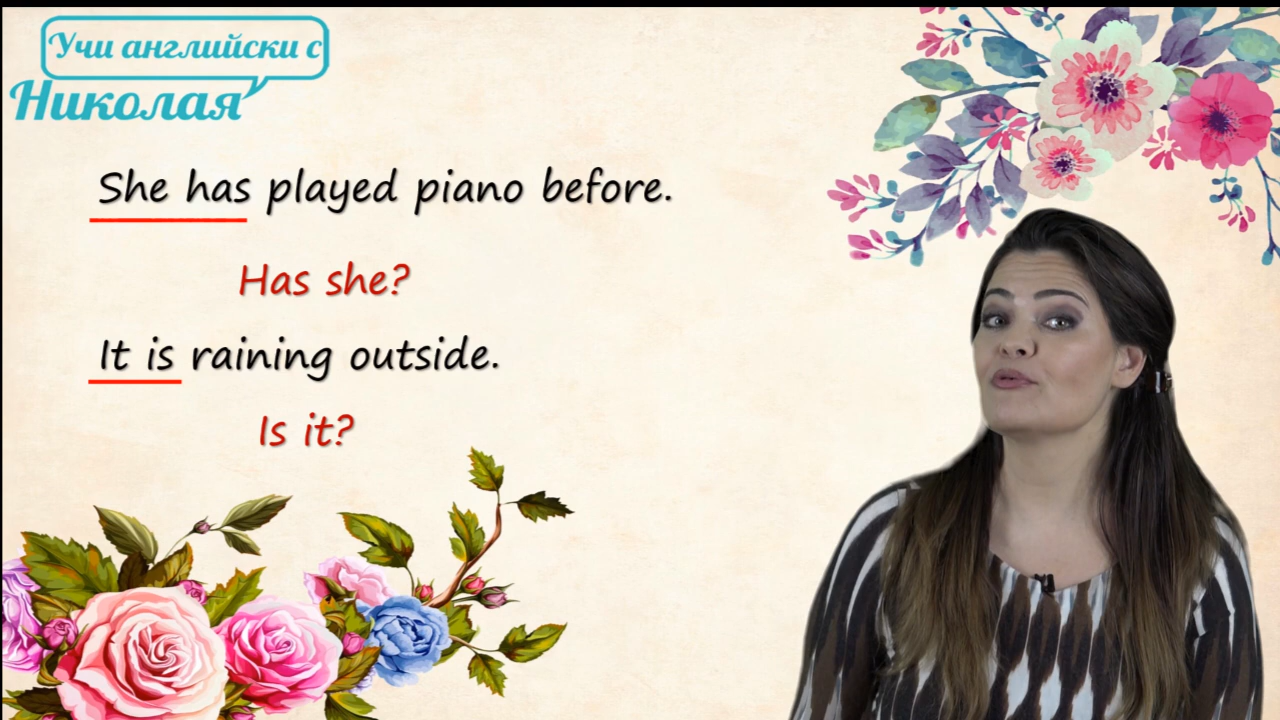 Учи английски с
Николая
She has played piano before.
Has she?
It is raining outside.
Is it?